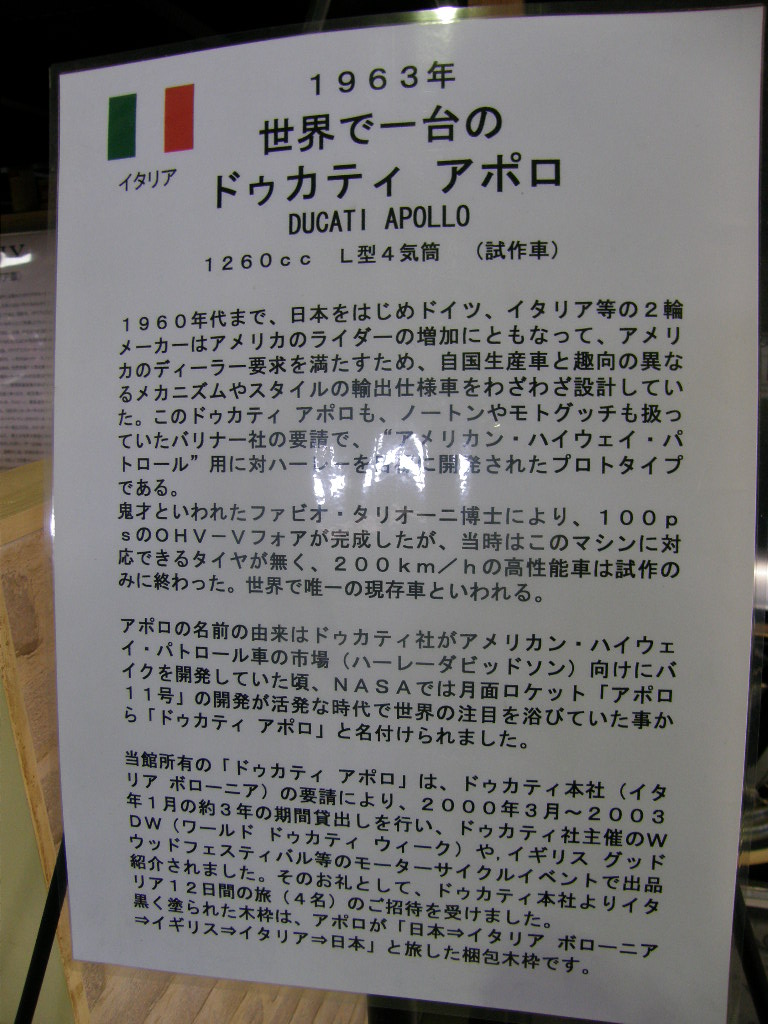 １９６３年
世界で一台の
ドゥカティ アポロ
イタリア
DUCATI APOLLO
１２６０ｃｃ Ｌ型４気筒 （試作車）
１９６０年代まで、日本をはじめドイツ、イタリア等の２輪
メーカーはアメリカのライダーの増加にともなって、アメリ
カのディーラー要求を満たすため、自国生産車と趣向の異な
るメカニズムやスタイルの輸出仕様車をわざわざ設計してい
た。このドゥカティ アポロも、ノートンやモトグッチも扱っ
ていたバリナー社の要請で、“アメリカン・ハイウェイ・パ
トロール”用に対ハーレーを目標に開発されたプロトタイプ
である。
鬼才といわれたファビオ・タリオーニ博士により、１００ｐ
ｓのＯＨＶ－Ｖフォアが完成したが、当時はこのマシンに対
応できるタイヤが無く、２００ｋｍ／ｈの高性能車は試作の
みに終わった。世界で唯一の現存車といわれる。
アポロの名前の由来はドゥカティ社がアメリカン・ハイウェ
イ・パトロール車の市場（ハーレーダビッドソン）向けにバ
イクを開発していた頃、ＮＡＳＡでは月面ロケット「アポロ
１１号」の開発が活発な時代で世界の注目を浴びていた事か
ら「ドゥカティ アポロ」と名付けられました。
当館所有の「ドゥカティ アポロ」は、ドゥカティ本社（イタ
リア ボローニア）の要請により、２０００年３月～２００３
年１月の約３年の期間貸出しを行い、ドゥカティ社主催のＷ
ＤＷ（ワールド ドゥカティ ウィーク）や，イギリス グッド
ウッドフェスティバル等のモーターサイクルイベントで出品
紹介されました。そのお礼として、ドゥカティ本社よりイタ
リア１２日間の旅（４名）のご招待を受けました。
黒く塗られた木枠は、アポロが「日本⇒イタリア ボローニア
⇒イギリス⇒イタリア⇒日本」と旅した梱包木枠です。